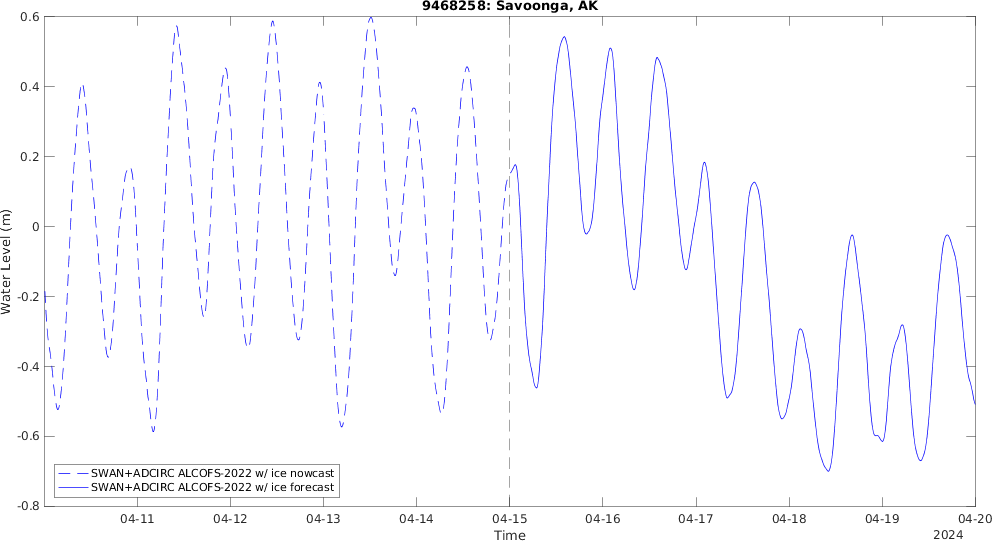 9468258: Savoonga, AK
0.6
0.4
0.2
0
-0.2
-0.4
-0.6
-0.8
Water Level (m)
SWAN+ADCIRC ALCOFS-2022 w/ ice nowcast
SWAN+ADCIRC ALCOFS-2022 w/ ice forecast
04-11 04-12 04-13 04-14 04-15 04-16 04-17 04-18 04-19 04-20
Time
2024